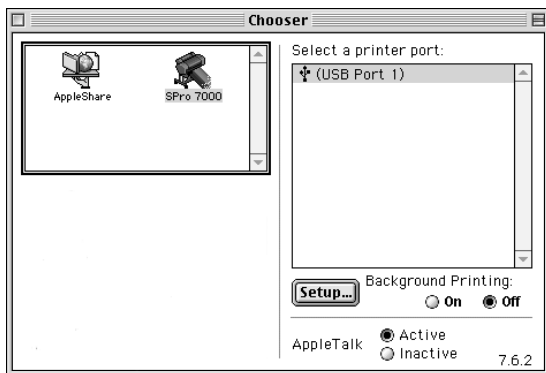 Chooser
AppleShare
SPro 7000
Select a printer port:
(USB Port 1)
Setup...
Background Printing:
On Off
AppleTalk
Active
Inactive
7.6.2